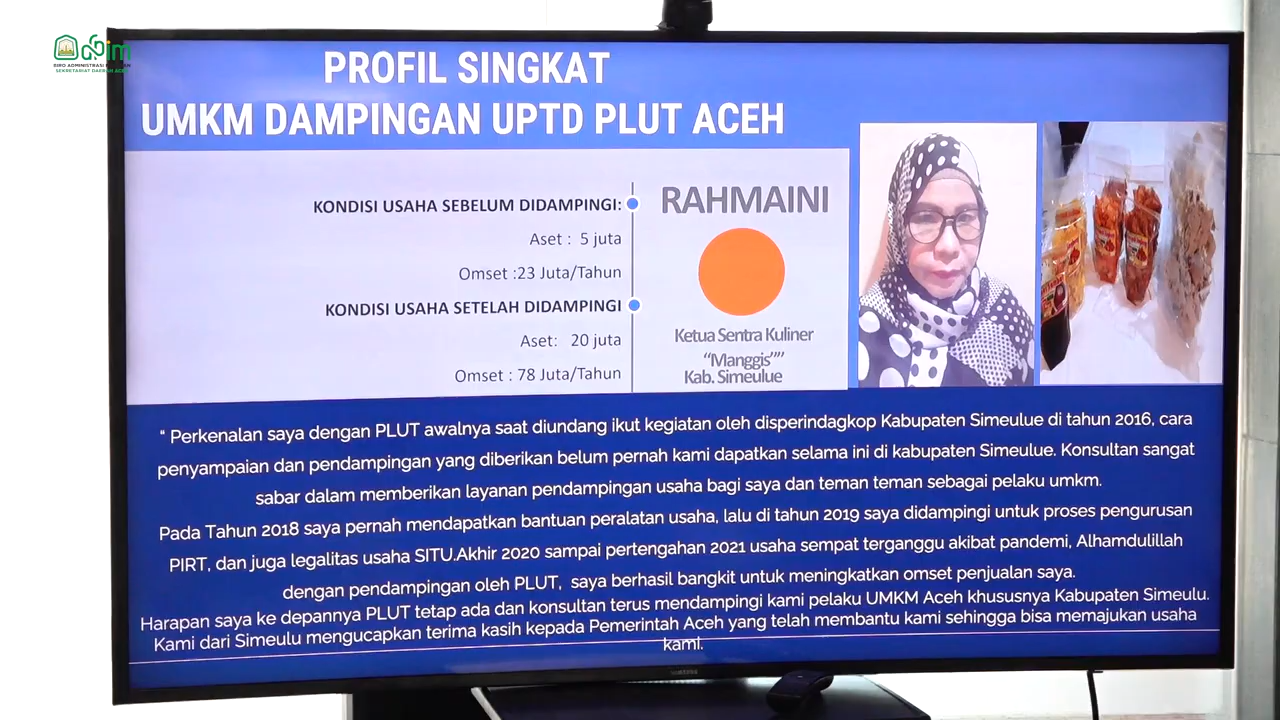 BIRO ADMINISTRASI
SEKRETARIAT DAERAH ACEH
PROFIL SINGKAT
UMKM DAMPINGAN UPTD PLUT ACEH
KONDISI USAHA SEBELUM DIDAMPINGI:
Aset : 5 juta
Omset :23 Juta/Tahun
KONDISI USAHA SETELAH DIDAMPINGI
Aset: 20 juta
Omset : 78 Juta/Tahun
RAHMAINI
Ketua Sentra Kuliner
“Manggis””
Kab. Simeulue
“ Perkenalan saya dengan PLUT awalnya saat diundang ikut kegiatan oleh disperindagkop Kabupaten Simeulue di tahun 2016, cara
penyampaian dan pendampingan yang diberikan belum pernah kami dapatkan selama ini di kabupaten Simeulue. Konsultan sangat
sabar dalam memberikan layanan pendampingan usaha bagi saya dan teman teman sebagai pelaku umkm.
Pada Tahun 2018 saya pernah mendapatkan bantuan peralatan usaha, lalu di tahun 2019 saya didampingi untuk proses pengurusan
PIRT, dan juga legalitas usaha SITU.Akhir 2020 sampai pertengahan 2021 usaha sempat terganggu akibat pandemi, Alhamdulillah
dengan pendampingan oleh PLUT, saya berhasil bangkit untuk meningkatkan omset penjualan saya.
Harapan saya ke depannya PLUT tetap ada dan konsultan terus mendampingi kami pelaku UMKM Aceh khususnya Kabupaten Simeulu.
Kami dari Simeulu mengucapkan terima kasih kepada Pemerintah Aceh yang telah membantu kami sehingga bisa memajukan usaha
kami.
SAMSUNG